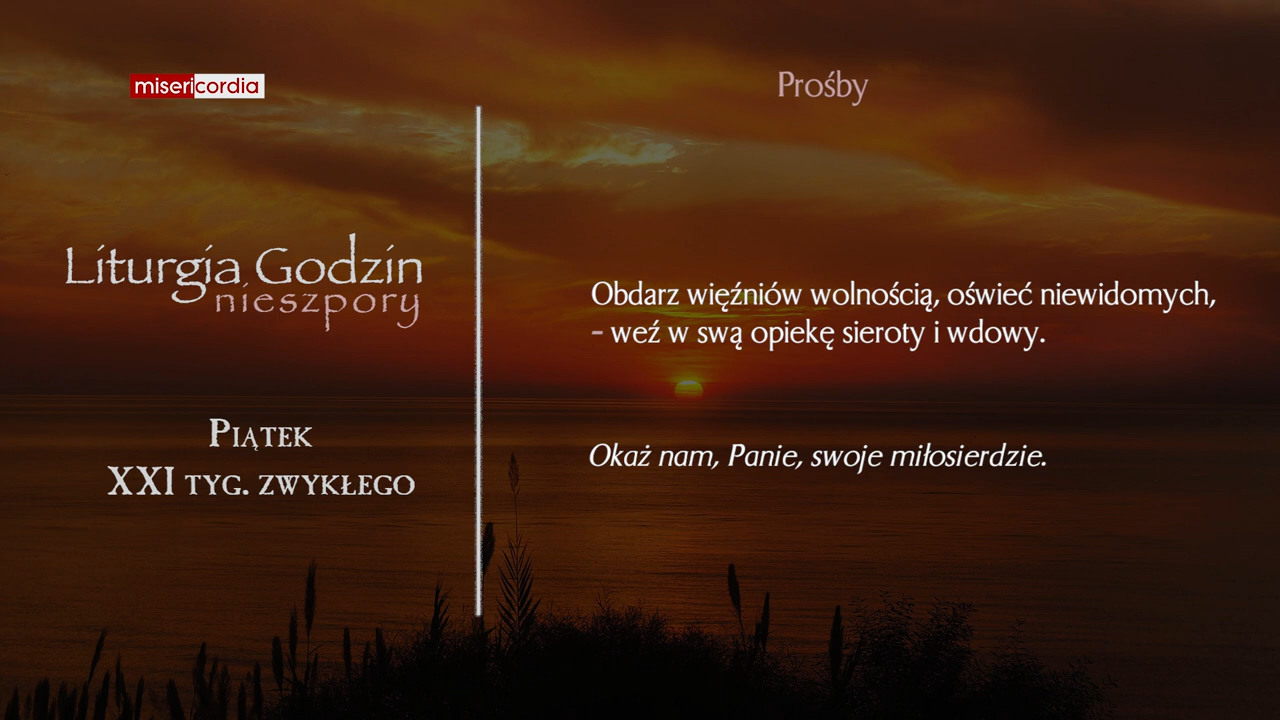 misericordia
Prośby
Liturgia Godzin
nieszpory
Obdarz więźniów wolnością, oświeć niewidomych,
- weź w swą opiekę sieroty i wdowy.
Piątek
XXI tyg. zwykłego
Okaż nam, Panie, swoje miłosierdzie.